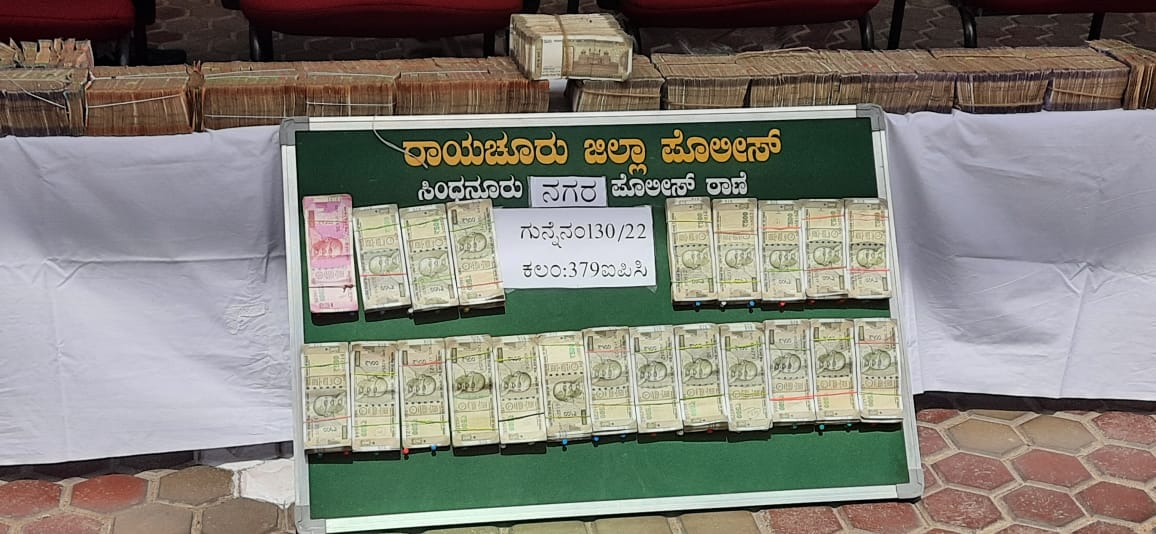 ರಾಯಚೂರು ಜಿಲ್ಲಾ ಪೊಲೀಸ್
ಸಿಂಧನೂರು ನಗರ ಪೊಲೀಸ್ ಠಾಣೆ
ಗುನ್ನೆನಂ130/22
ಕಲಂ:379ಐಪಿಸಿ